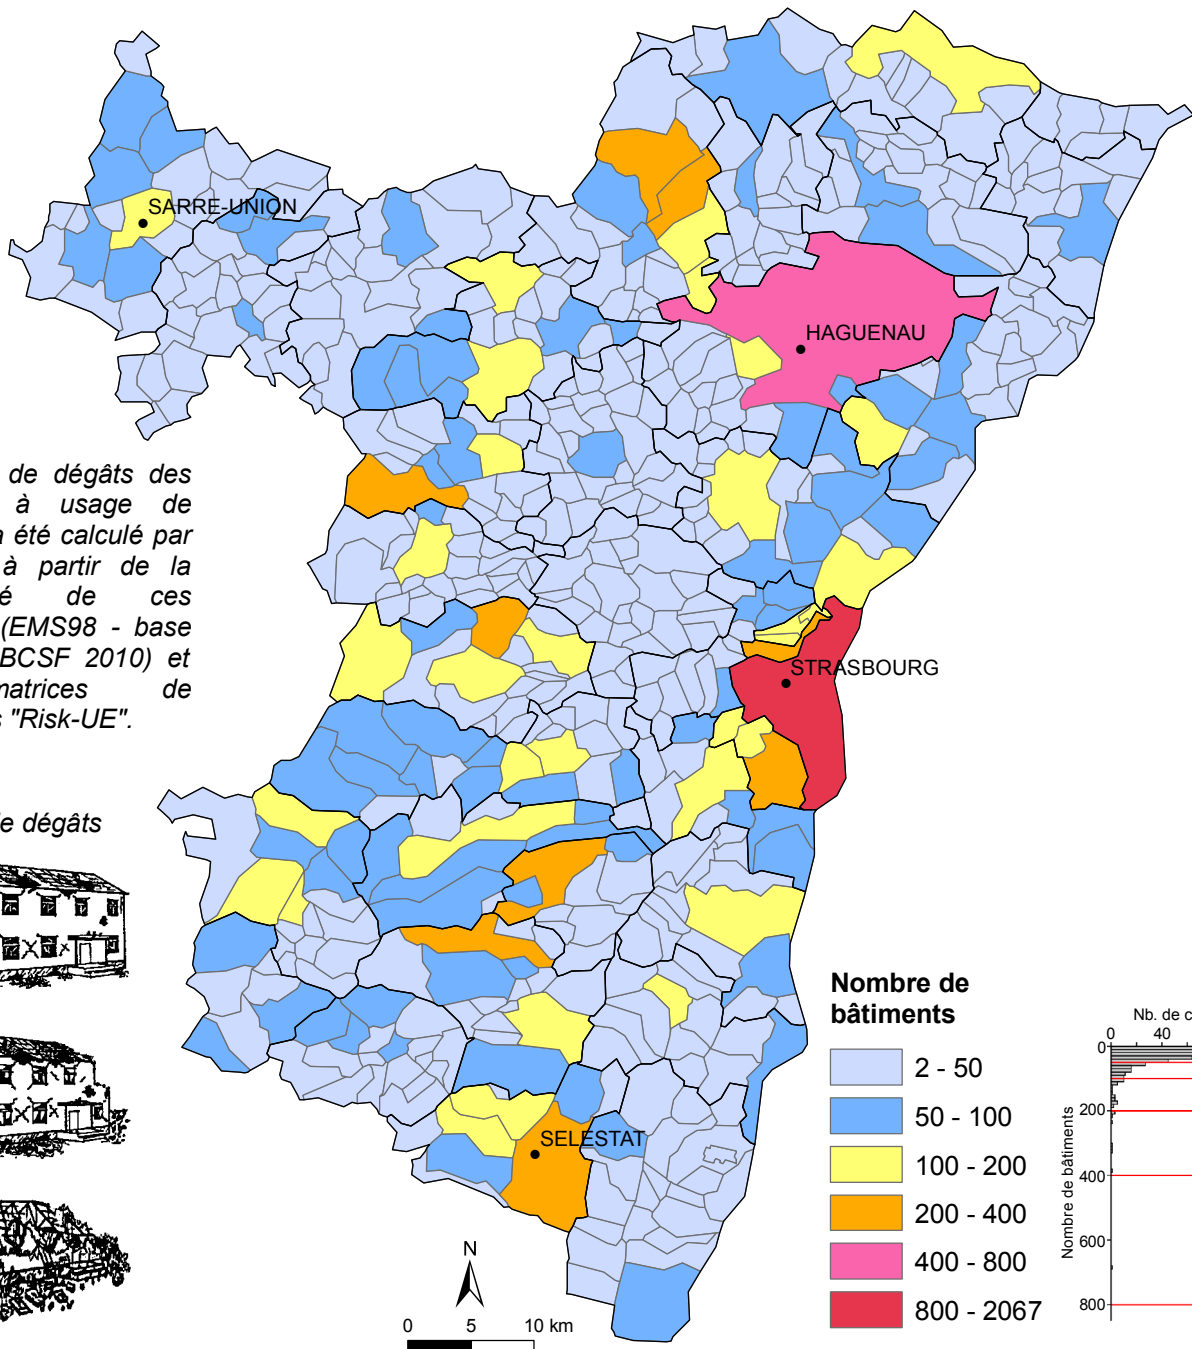 SARRE-UNION
HAGUENAU
de dégâts des
à usage de
a été calculé par
à partir de la
de ces
(EMS98 - base
BCSF 2010) et
de
"Risk-UE".
STRASBOURG
de dégâts
SELESTAT
N
0 5 10 km
Nombre de
bâtiments
2 - 50
50 - 100
100 - 200
200 - 400
400 - 800
800 - 2067
Nb. de c
0 40
0
200
400
600
800
Nombre de bâtiments